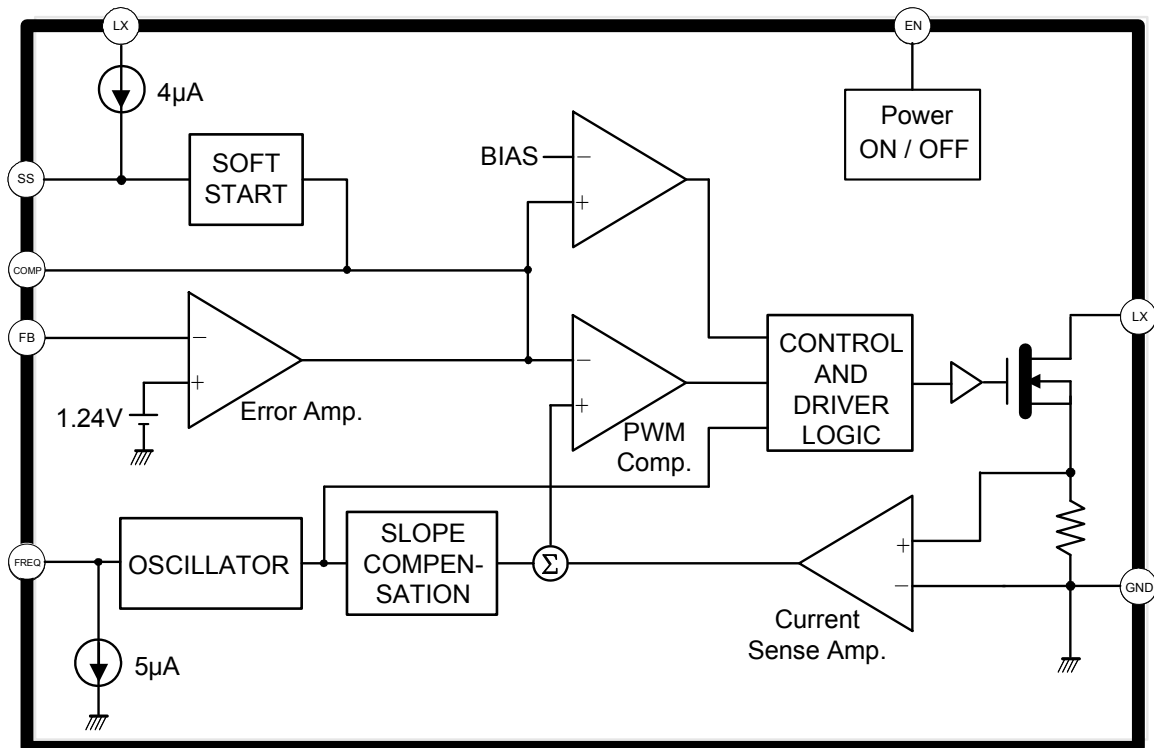 LX
EN
4µA
Power
ON / OFF
SOFT
START
BIAS
−
+
SS
COMP
FB
−
+
1.24V
Error Amp.
−
+
PWM
Comp.
CONTROL
AND
DRIVER
LOGIC
LX
FREQ
OSCILLATOR
SLOPE
COMPEN-
SATION
Σ
+
−
Current
Sense Amp.
GND
5µA